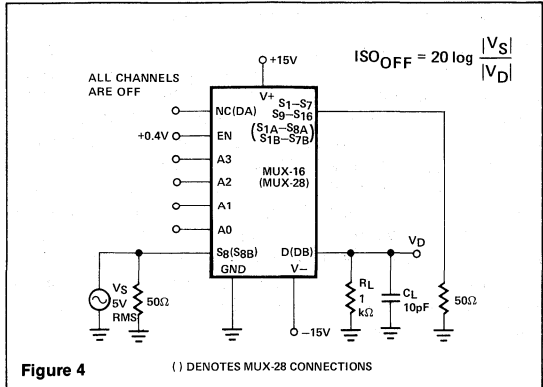 +15V
ISO_OFF = 20 log |V_S| / |V_D|
ALL CHANNELS
ARE OFF
V+
S1–S7
S9–S16
(S1A–S8A
S1B–S7B)
NC(DA)
+0.4V
EN
A3
MUX-16
(MUX-28)
A2
A1
A0
S8(S8B)
D(DB)
V_D
GND
V–
V_S
5V
RMS
50Ω
R_L
1
kΩ
C_L
10pF
50Ω
–15V
Figure 4
( ) DENOTES MUX-28 CONNECTIONS